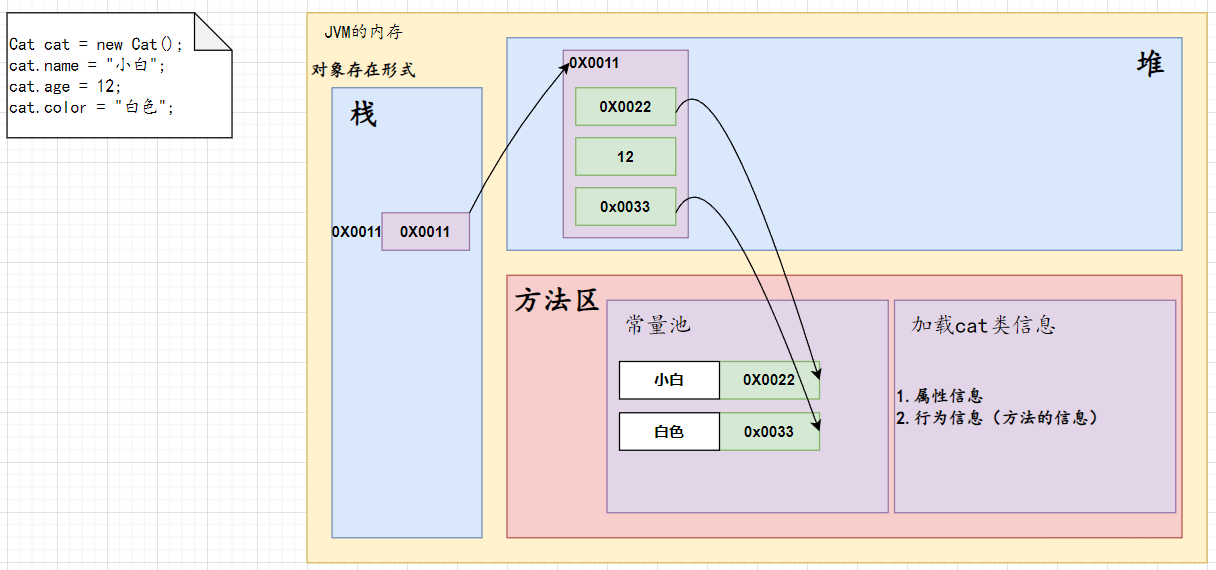 Cat cat = new Cat();
cat.name = "小白";
cat.age = 12;
cat.color = "白色";
JVM的内存
对象存在形式
栈
0X0011
0X0011
堆
0X0011
0X0022
12
0x0033
方法区
常量池
小白
0X0022
白色
0x0033
加载cat类信息
1.属性信息
2.行为信息（方法的信息）